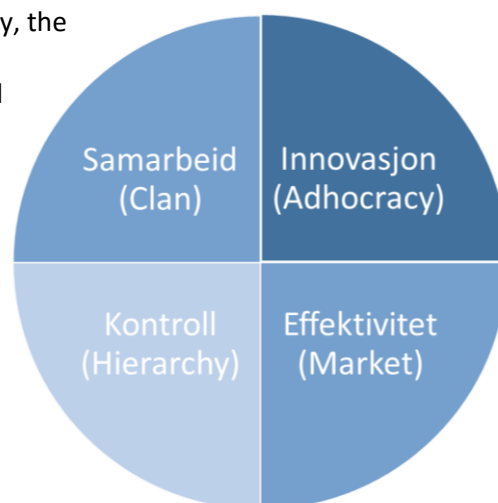 y, the
Samarbeid
(Clan)
Innovasjon
(Adhocracy)
Kontroll
(Hierarchy)
Effektivitet
(Market)